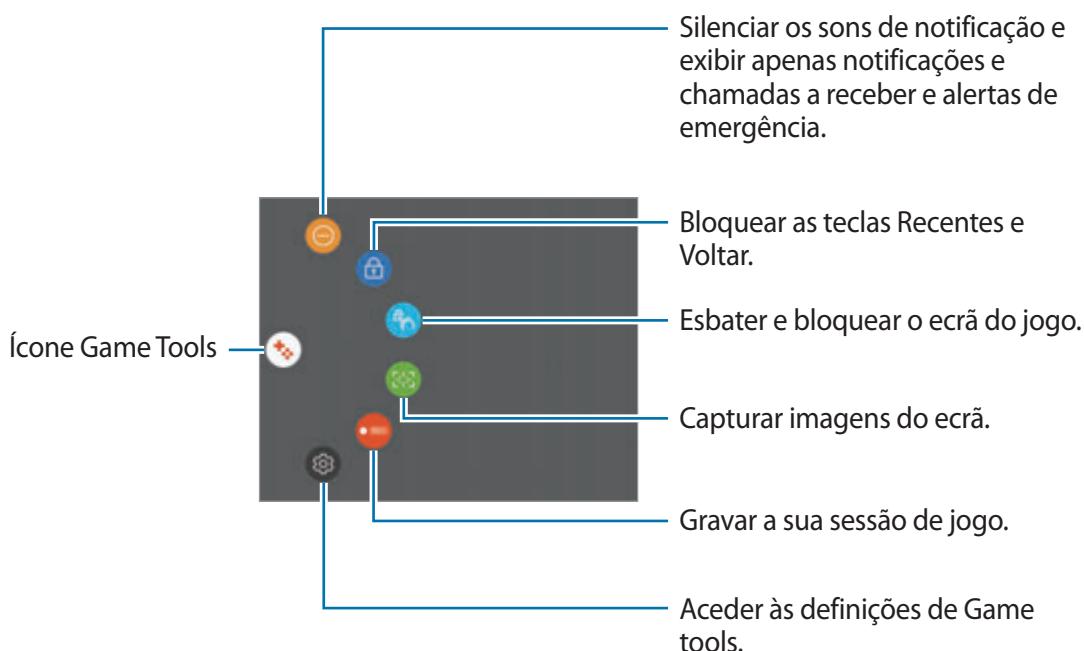 Silenciar os sons de notificação e
exibir apenas notificações e
chamadas a receber e alertas de
emergência.
Bloquear as teclas Recentes e
Voltar.
Esbater e bloquear o ecrã do jogo.
Ícone Game Tools
Capturar imagens do ecrã.
Gravar a sua sessão de jogo.
Aceder às definições de Game
tools.